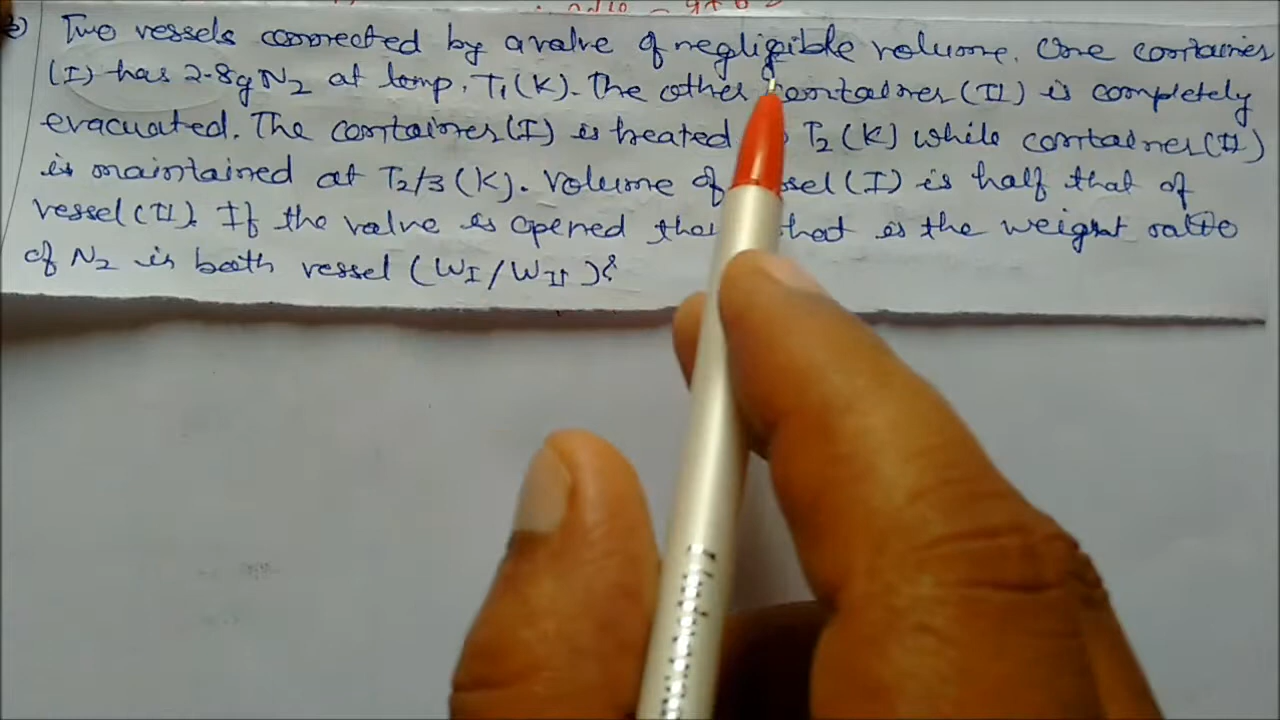 2) Two vessels connected by a valve of negligible volume. One container
(I) has 2.8g N2 at temp. T1(K). The other container (II) is completely
evacuated. The container (I) is heated T2 (K) while container (II)
is maintained at T2/3 (K). Volume of vessel (I) is half that of
vessel (II). If the valve is opened then what is the weight ratio
of N2 is both vessel (WI/WII)?